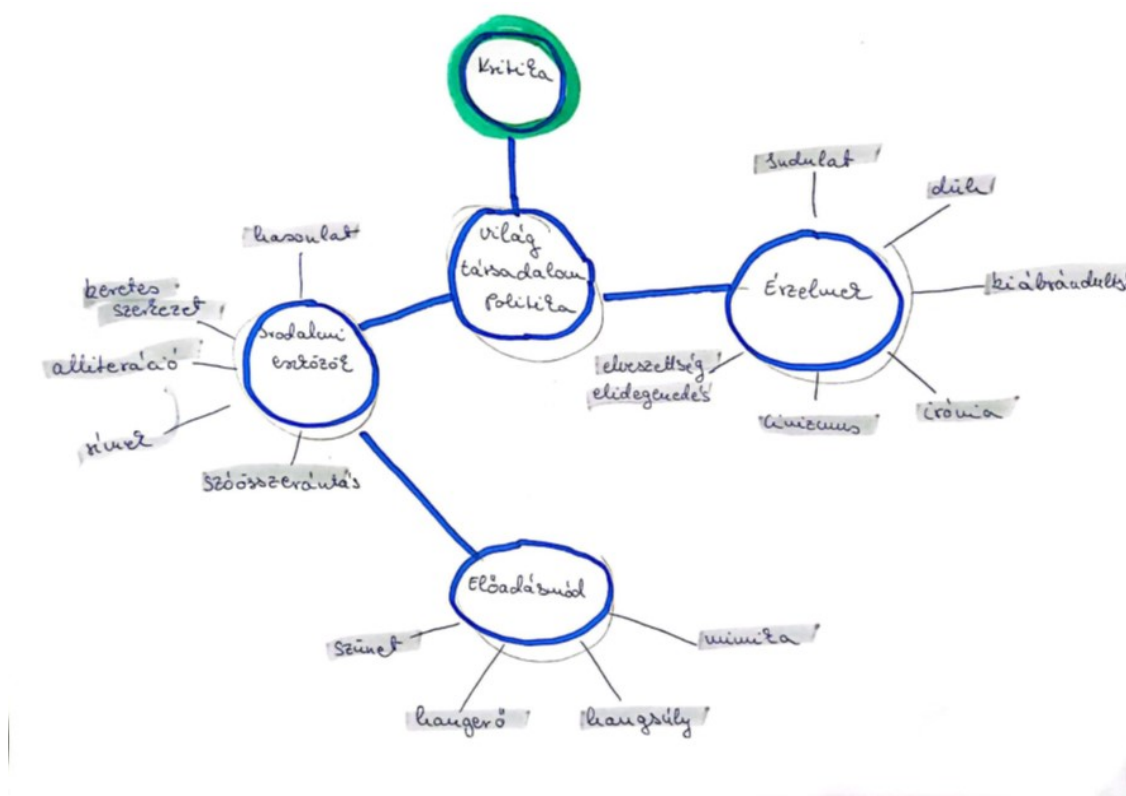 Kritika
világ
társadalom
Politika
Érzelmek
indulat
düh
kiábrándults
irónia
cinizmus
elveszettség
elidegenedés
irodalmi
eszközök
hasonlat
keretes
szerkezet
alliteráció
rímek
szóösszerántás
Előadásmód
szünet
hangerő
hangsúly
mimika